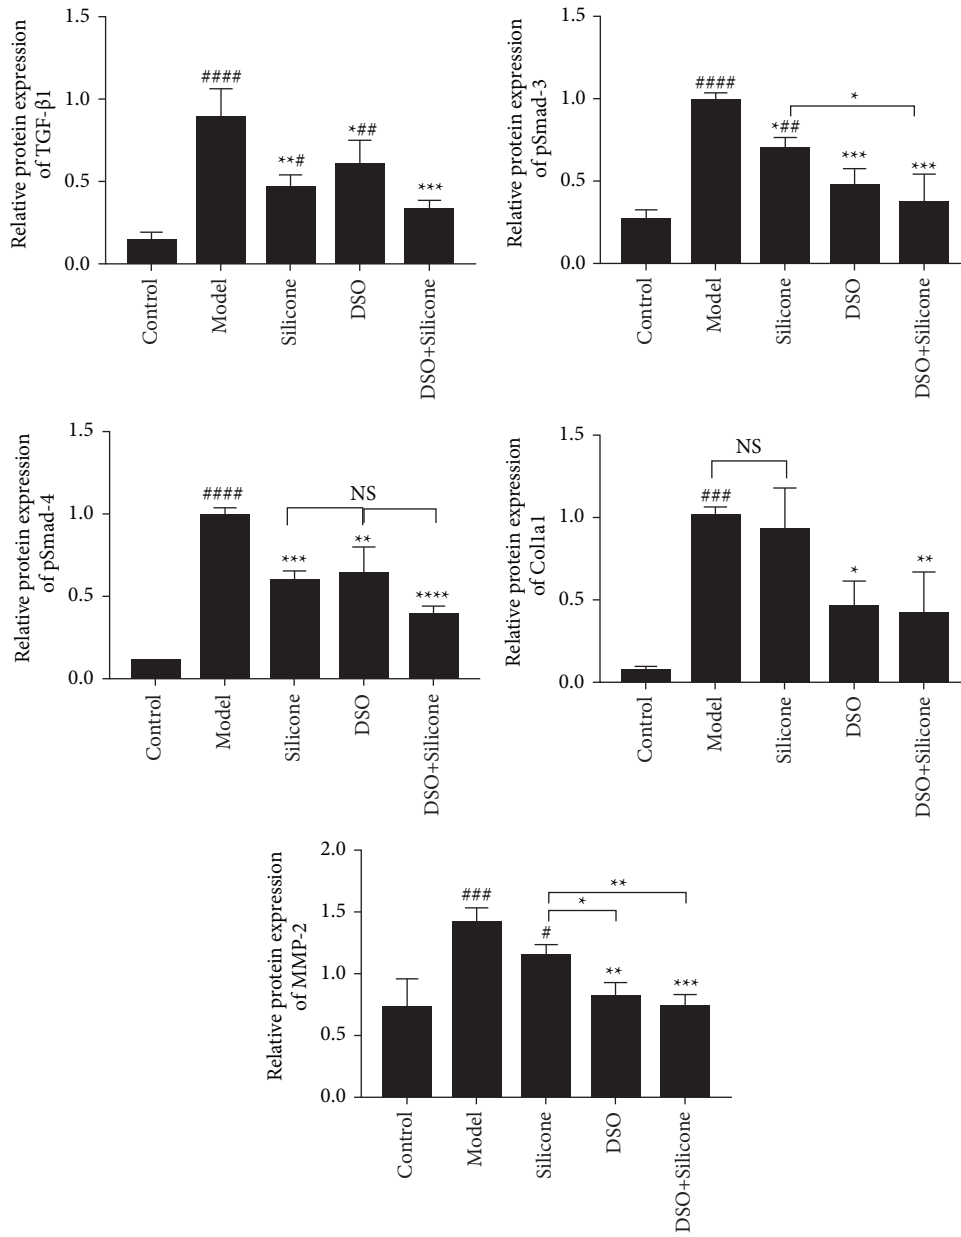 Relative protein expression
of TGF-β1
1.5
1.0
0.5
0.0
####
**#
*##
***
Control
Model
Silicone
DSO
DSO+Silicone
Relative protein expression
of pSmad-3
1.5
1.0
0.5
0.0
####
*##
*
***
***
Control
Model
Silicone
DSO
DSO+Silicone
Relative protein expression
of pSmad-4
1.5
1.0
0.5
0.0
####
***
NS
**
****
Control
Model
Silicone
DSO
DSO+Silicone
Relative protein expression
of Col1a1
1.5
1.0
0.5
0.0
NS
###
*
**
Control
Model
Silicone
DSO
DSO+Silicone
Relative protein expression
of MMP-2
2.0
1.5
1.0
0.5
0.0
###
#
**
*
**
***
Control
Model
Silicone
DSO
DSO+Silicone